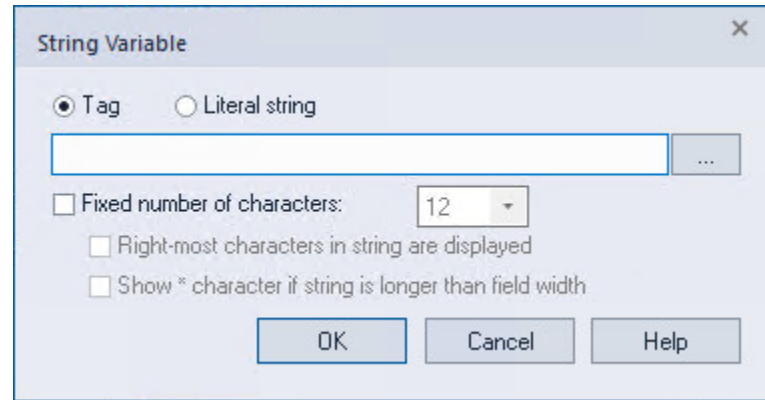 String Variable
Tag Literal string
...
Fixed number of characters: 12
Right-most characters in string are displayed
Show * character if string is longer than field width
OK Cancel Help